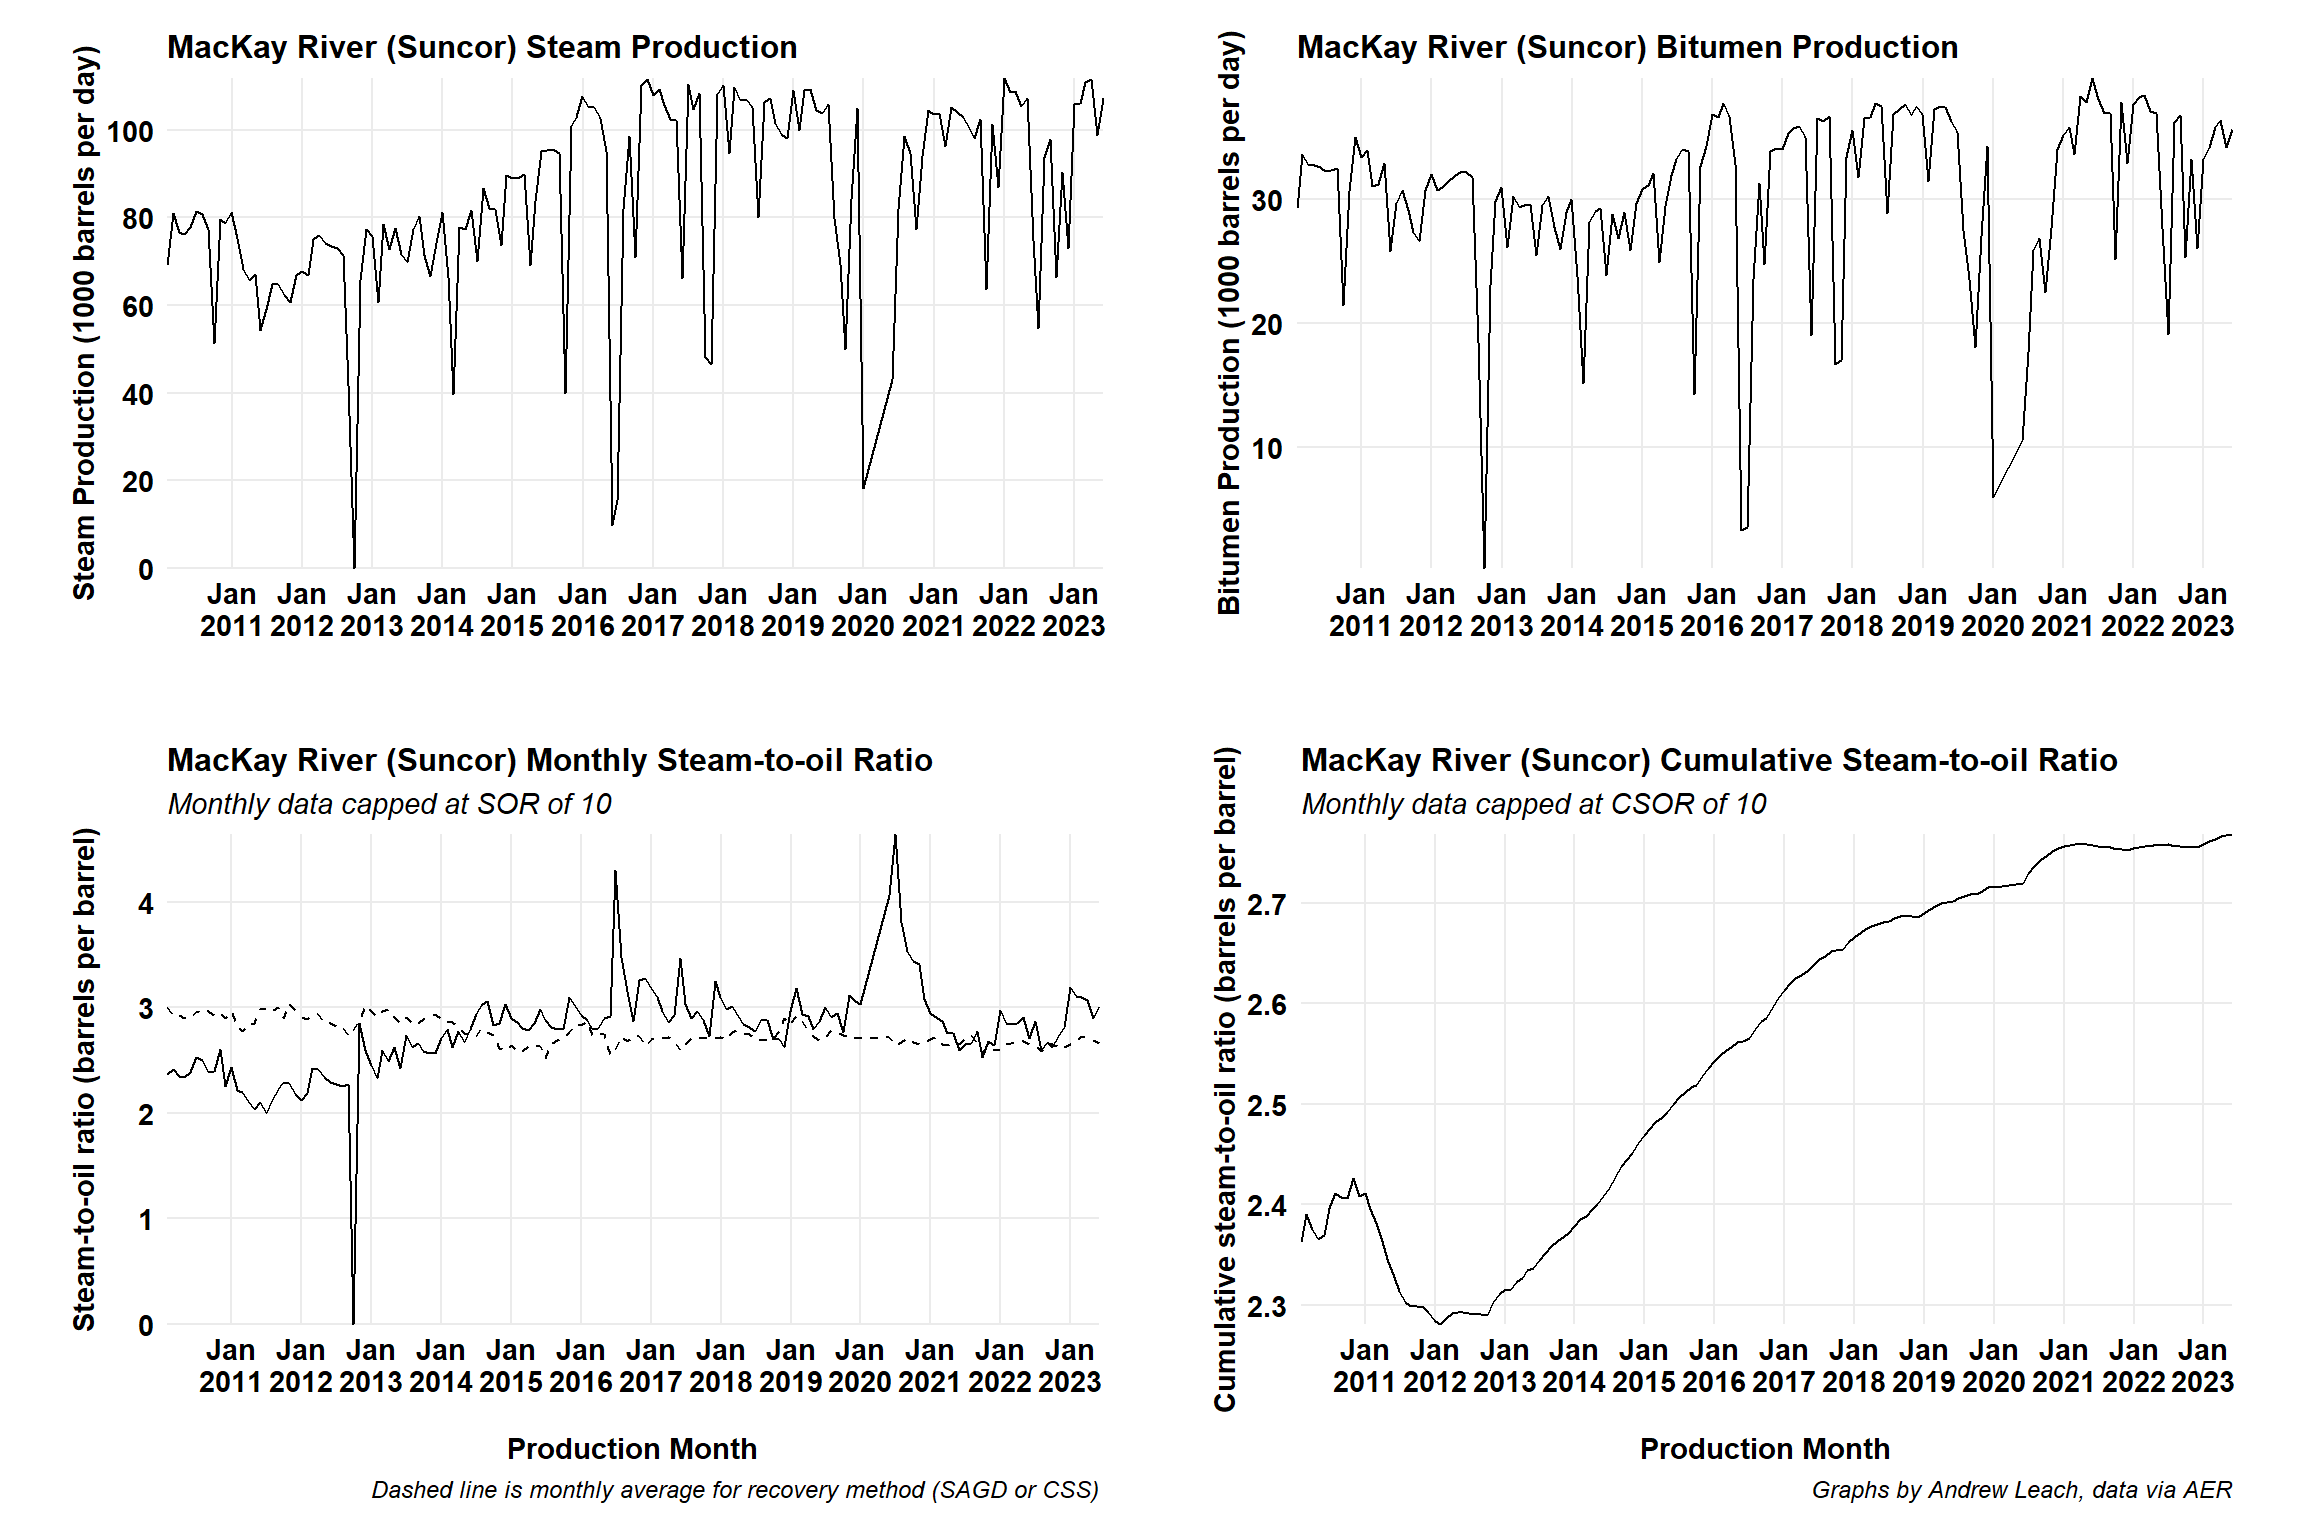 MacKay River (Suncor) Steam Production
Steam Production (1000 barrels per day)
100
80
60
40
20
0
Jan Jan Jan Jan Jan Jan Jan Jan Jan Jan Jan Jan Jan
2011 2012 2013 2014 2015 2016 2017 2018 2019 2020 2021 2022 2023
MacKay River (Suncor) Bitumen Production
Bitumen Production (1000 barrels per day)
30
20
10
Jan Jan Jan Jan Jan Jan Jan Jan Jan Jan Jan Jan Jan
2011 2012 2013 2014 2015 2016 2017 2018 2019 2020 2021 2022 2023
MacKay River (Suncor) Monthly Steam-to-oil Ratio
Monthly data capped at SOR of 10
Steam-to-oil ratio (barrels per barrel)
4
3
2
1
0
Jan Jan Jan Jan Jan Jan Jan Jan Jan Jan Jan Jan Jan
2011 2012 2013 2014 2015 2016 2017 2018 2019 2020 2021 2022 2023
Production Month
Dashed line is monthly average for recovery method (SAGD or CSS)
MacKay River (Suncor) Cumulative Steam-to-oil Ratio
Monthly data capped at CSOR of 10
Cumulative steam-to-oil ratio (barrels per barrel)
2.7
2.6
2.5
2.4
2.3
Jan Jan Jan Jan Jan Jan Jan Jan Jan Jan Jan Jan Jan
2011 2012 2013 2014 2015 2016 2017 2018 2019 2020 2021 2022 2023
Production Month
Graphs by Andrew Leach, data via AER